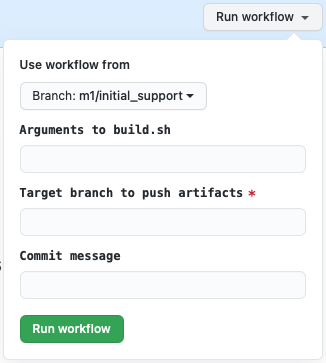 Run workflow
Use workflow from
Branch: m1/initial_support
Arguments to build.sh
Target branch to push artifacts *
Commit message
Run workflow